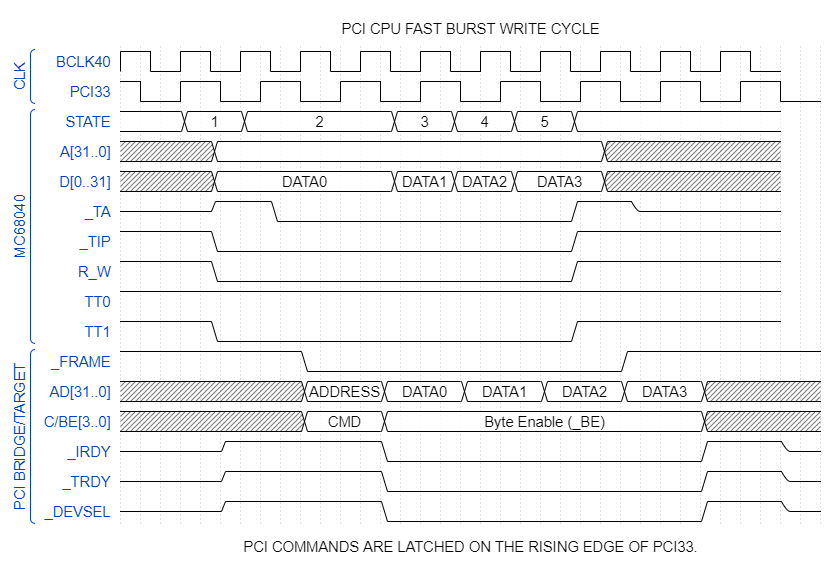 PCI CPU FAST BURST WRITE CYCLE
CLK
BCLK40
PCI33
MC68040
STATE 1 2 3 4 5
A[31..0]
D[0..31] DATA0 DATA1 DATA2 DATA3
_TA
_TIP
R_W
TT0
TT1
PCI BRIDGE/TARGET
_FRAME
AD[31..0] ADDRESS DATA0 DATA1 DATA2 DATA3
C/BE[3..0] CMD Byte Enable (_BE)
_IRDY
_TRDY
_DEVSEL
PCI COMMANDS ARE LATCHED ON THE RISING EDGE OF PCI33.